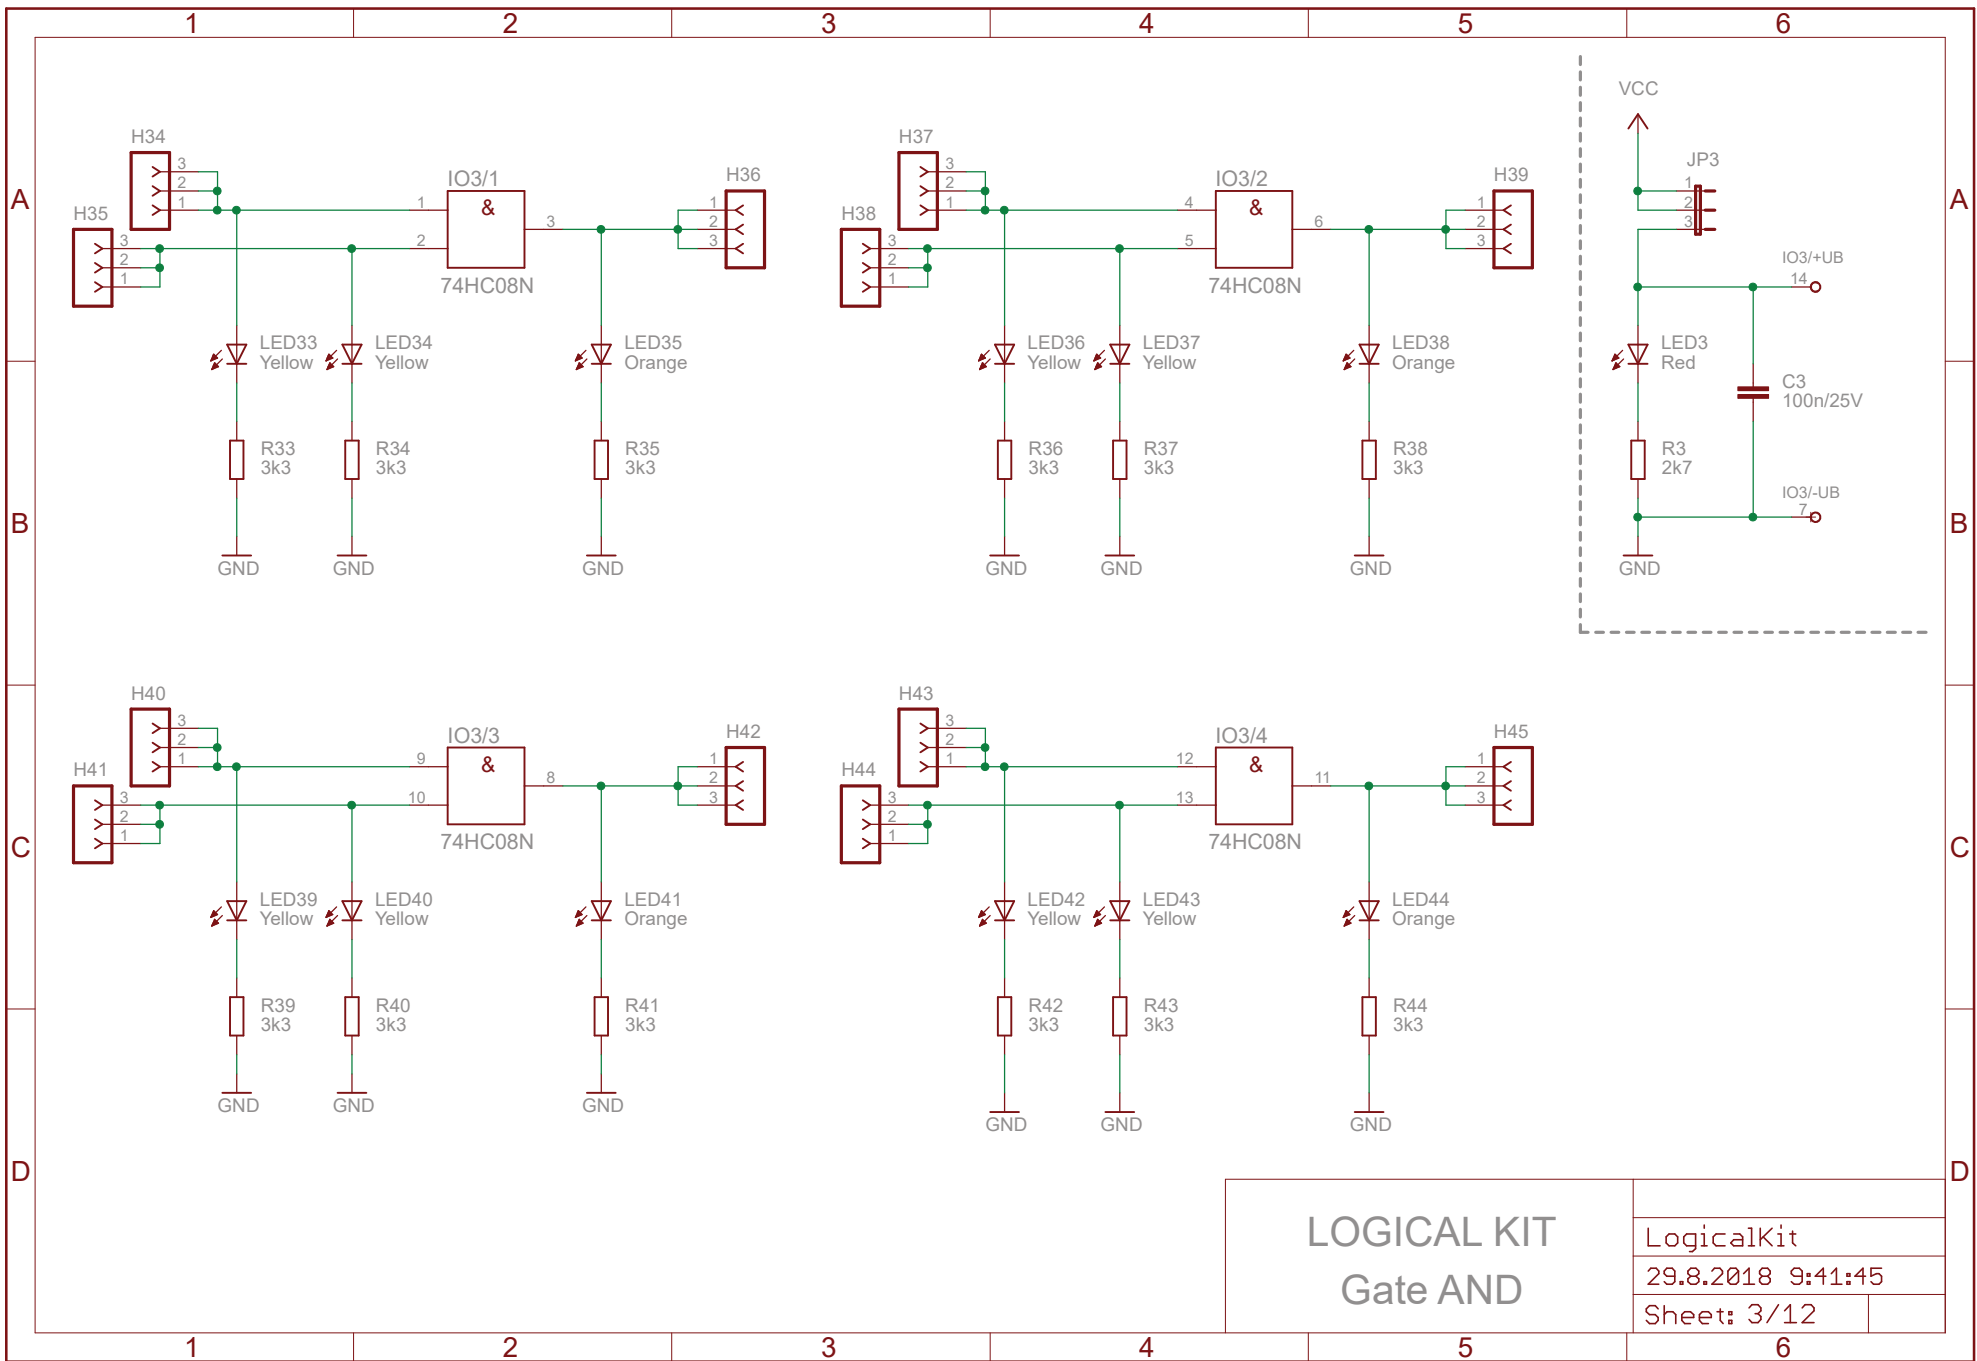 1 2 3 4 5 6
A A
B B
C C
D D
1 2 3 4 5 6
H34
3
2
1
H35
3
2
1
IO3/1
&
1
2
3
74HC08N
H36
1
2
3
LED33
Yellow
LED34
Yellow
LED35
Orange
R33
3k3
R34
3k3
R35
3k3
GND
GND
GND
H37
3
2
1
H38
3
2
1
IO3/2
&
4
5
6
74HC08N
H39
1
2
3
LED36
Yellow
LED37
Yellow
LED38
Orange
R36
3k3
R37
3k3
R38
3k3
GND
GND
GND
VCC
JP3
1
2
3
IO3/+UB
14
LED3
Red
C3
100n/25V
R3
2k7
IO3/-UB
7
GND
H40
3
2
1
H41
3
2
1
IO3/3
&
9
10
8
74HC08N
H42
1
2
3
LED39
Yellow
LED40
Yellow
LED41
Orange
R39
3k3
R40
3k3
R41
3k3
GND
GND
GND
H43
3
2
1
H44
3
2
1
IO3/4
&
12
13
11
74HC08N
H45
1
2
3
LED42
Yellow
LED43
Yellow
LED44
Orange
R42
3k3
R43
3k3
R44
3k3
GND
GND
GND
LOGICAL KIT
Gate AND
LogicalKit
29.8.2018 9:41:45
Sheet: 3/12